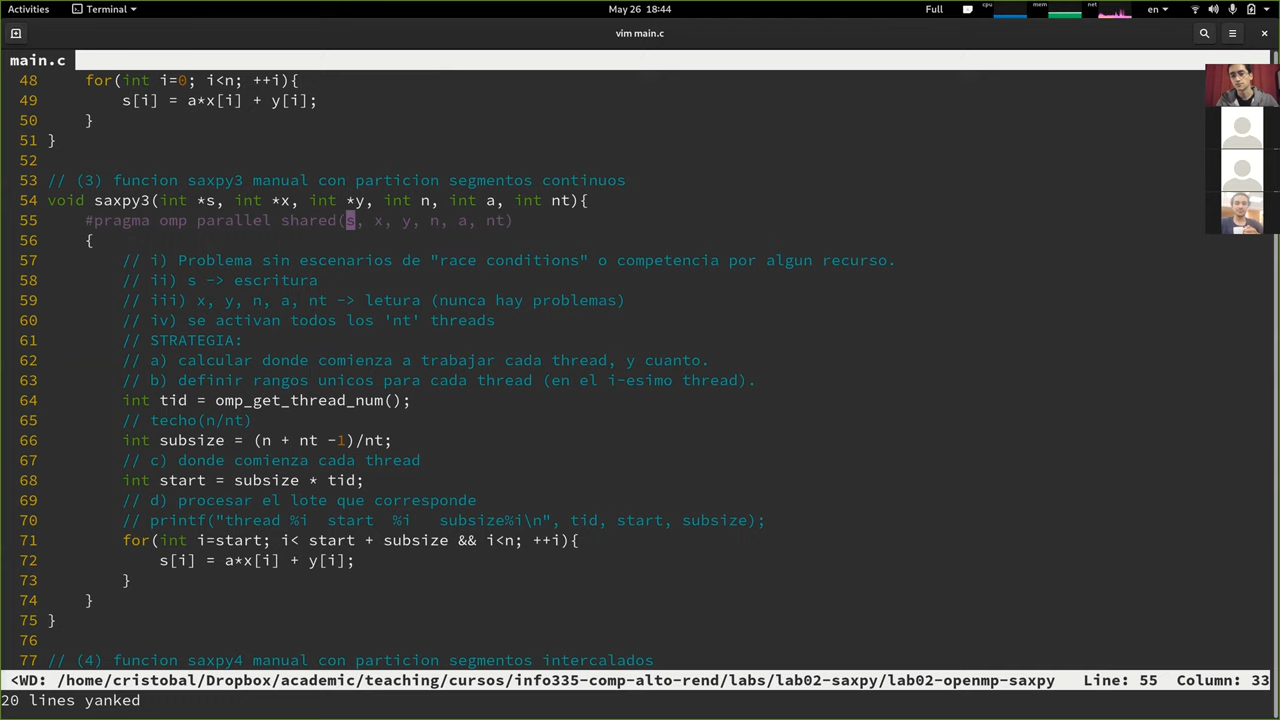 Activities Terminal May 26 18:44 Full cpu mem net en
vim main.c
main.c
48 for(int i=0; i<n; ++i){
49 s[i] = a*x[i] + y[i];
50 }
51 }
52
53 // (3) funcion saxpy3 manual con particion segmentos continuos
54 void saxpy3(int *s, int *x, int *y, int n, int a, int nt){
55 #pragma omp parallel shared(s, x, y, n, a, nt)
56 {
57 // i) Problema sin escenarios de "race conditions" o competencia por algun recurso.
58 // ii) s -> escritura
59 // iii) x, y, n, a, nt -> letura (nunca hay problemas)
60 // iv) se activan todos los 'nt' threads
61 // STRATEGIA:
62 // a) calcular donde comienza a trabajar cada thread, y cuanto.
63 // b) definir rangos unicos para cada thread (en el i-esimo thread).
64 int tid = omp_get_thread_num();
65 // techo(n/nt)
66 int subsize = (n + nt -1)/nt;
67 // c) donde comienza cada thread
68 int start = subsize * tid;
69 // d) procesar el lote que corresponde
70 // printf("thread %i  start  %i   subsize%i\n", tid, start, subsize);
71 for(int i=start; i< start + subsize && i<n; ++i){
72 s[i] = a*x[i] + y[i];
73 }
74 }
75 }
76
77 // (4) funcion saxpy4 manual con particion segmentos intercalados
<WD: /home/cristobal/Dropbox/academic/teaching/cursos/info335-comp-alto-rend/labs/lab02-saxpy/lab02-openmp-saxpy Line: 55 Column: 33
20 lines yanked